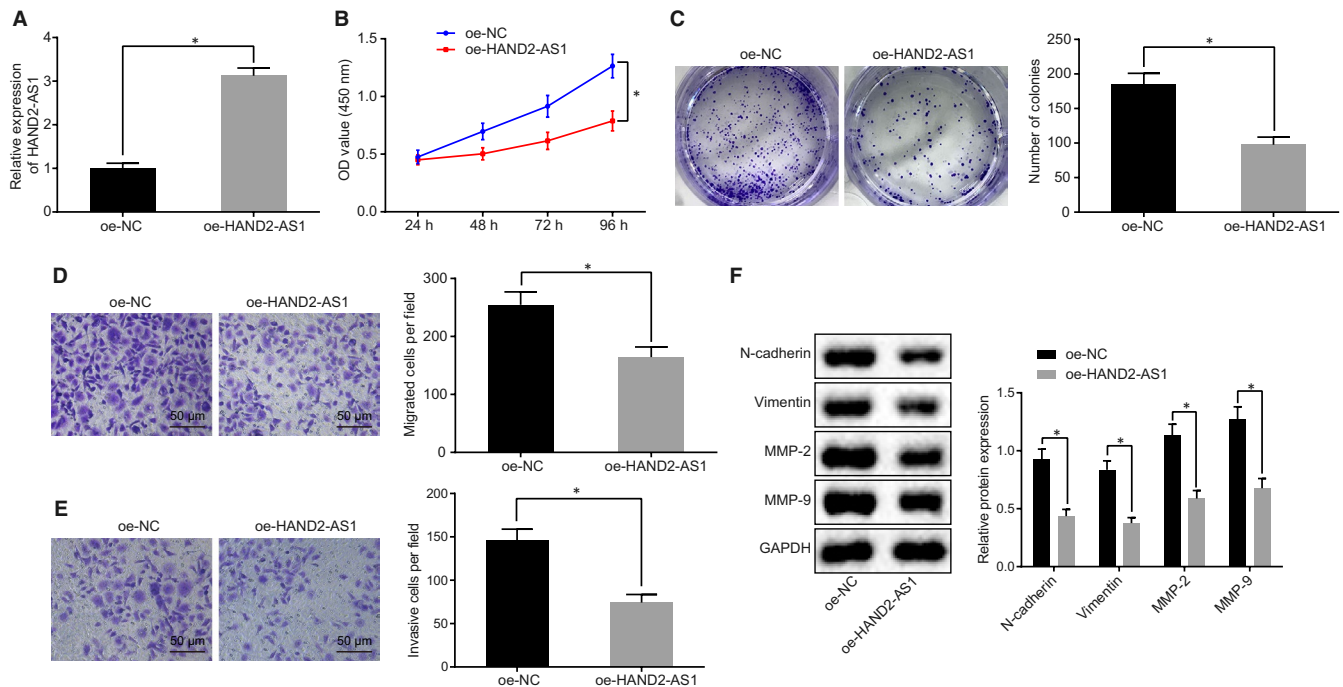 A
Relative expression
of HAND2-AS1
4
3
2
1
0
*
oe-NC
oe-HAND2-AS1
B
oe-NC
oe-HAND2-AS1
OD value (450 nm)
1.5
1.0
0.5
0.0
*
24 h
48 h
72 h
96 h
C
oe-NC
oe-HAND2-AS1
Number of colonies
250
200
150
100
50
0
*
oe-NC
oe-HAND2-AS1
D
oe-NC
oe-HAND2-AS1
50 µm
50 µm
Migrated cells per field
300
200
100
0
*
oe-NC
oe-HAND2-AS1
E
oe-NC
oe-HAND2-AS1
50 µm
50 µm
Invasive cells per field
200
150
100
50
0
*
oe-NC
oe-HAND2-AS1
F
N-cadherin
Vimentin
MMP-2
MMP-9
GAPDH
oe-NC
oe-HAND2-AS1
oe-NC
oe-HAND2-AS1
Relative protein expression
1.5
1.0
0.5
0.0
*
*
*
*
N-cadherin
Vimentin
MMP-2
MMP-9